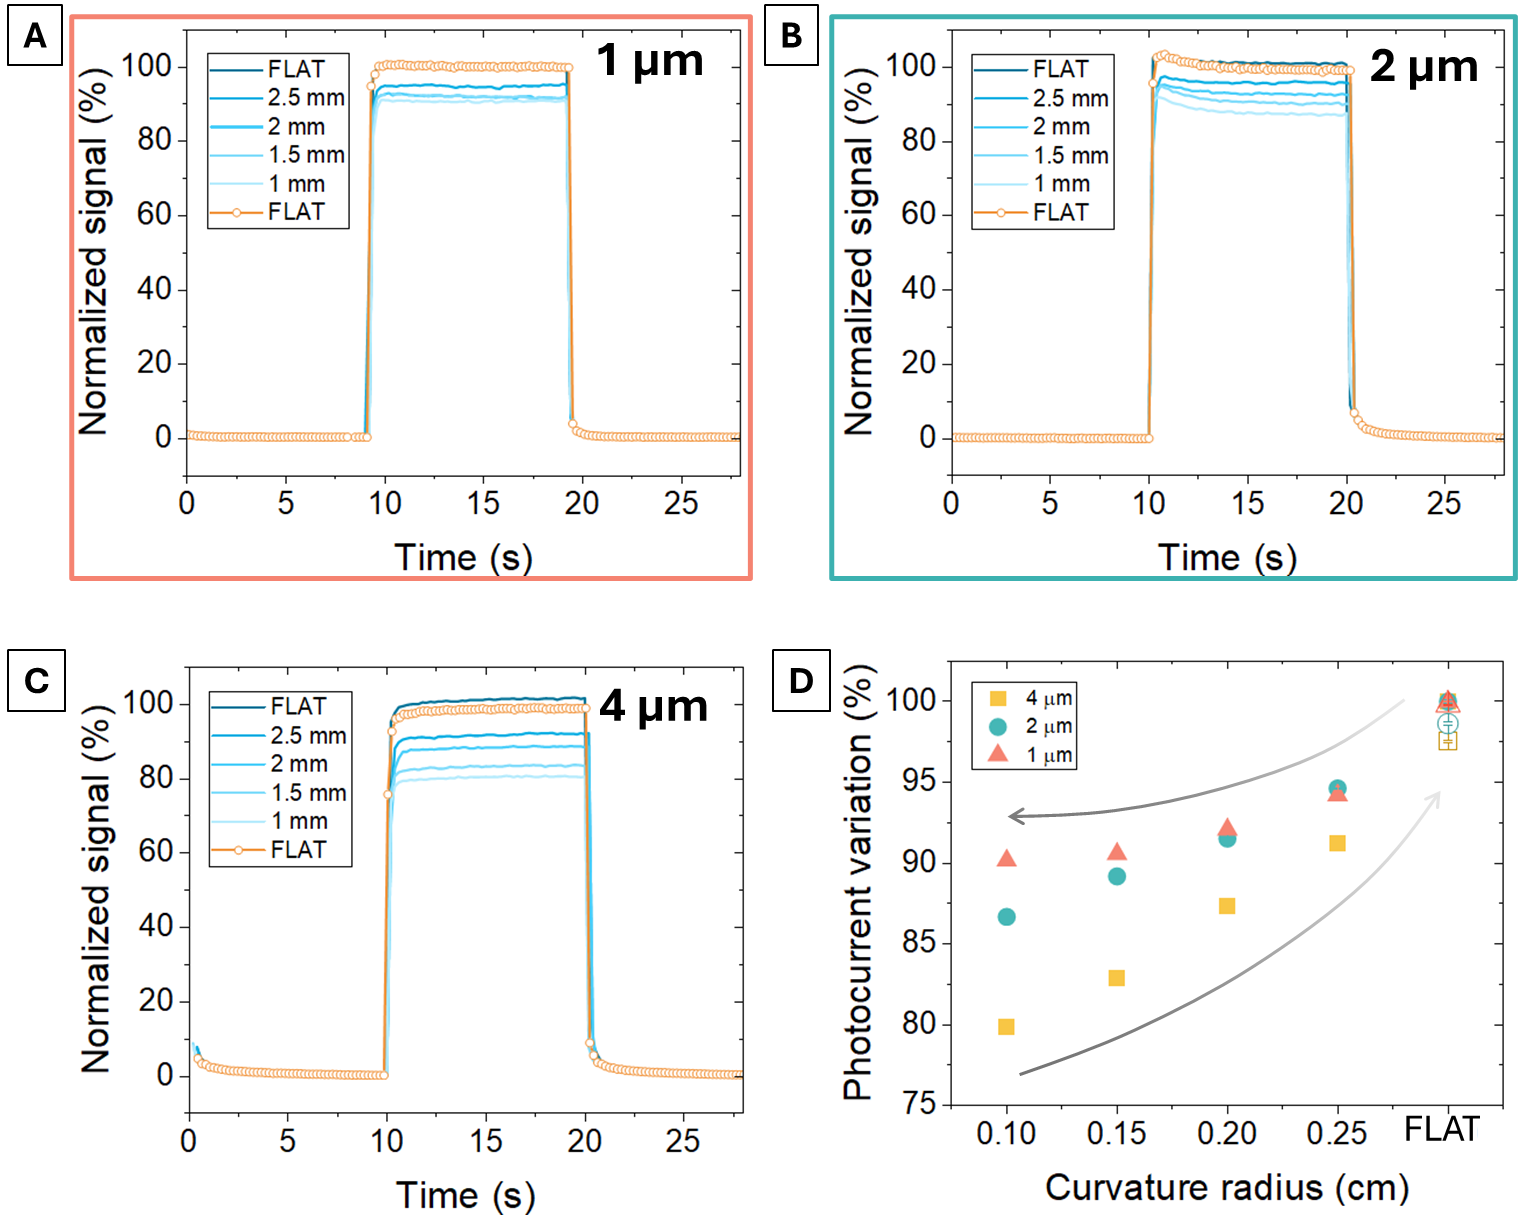 A
1 µm
Normalized signal (%)
100
80
60
40
20
0
FLAT
2.5 mm
2 mm
1.5 mm
1 mm
FLAT
0 5 10 15 20 25
Time (s)
B
2 µm
Normalized signal (%)
100
80
60
40
20
0
FLAT
2.5 mm
2 mm
1.5 mm
1 mm
FLAT
0 5 10 15 20 25
Time (s)
C
4 µm
Normalized signal (%)
100
80
60
40
20
0
FLAT
2.5 mm
2 mm
1.5 mm
1 mm
FLAT
0 5 10 15 20 25
Time (s)
D
Photocurrent variation (%)
100
95
90
85
80
75
4 µm
2 µm
1 µm
0.10 0.15 0.20 0.25 FLAT
Curvature radius (cm)